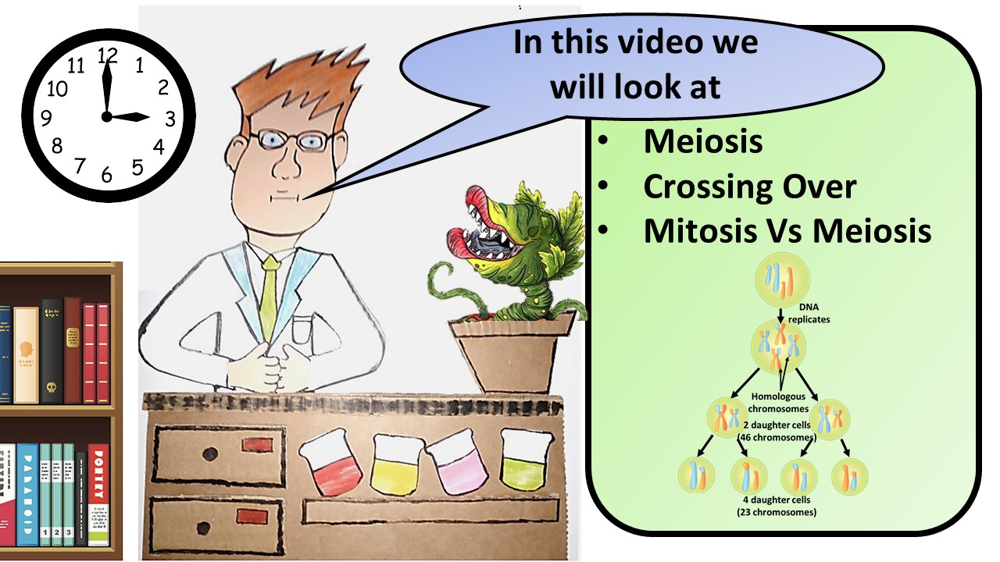 In this video we
will look at
12
1
2
3
4
5
6
7
8
9
10
11
• Meiosis
• Crossing Over
• Mitosis Vs Meiosis
DNA
replicates
Homologous
chromosomes
2 daughter cells
(46 chromosomes)
4 daughter cells
(23 chromosomes)
PARANOID
1 2 3
POETRY